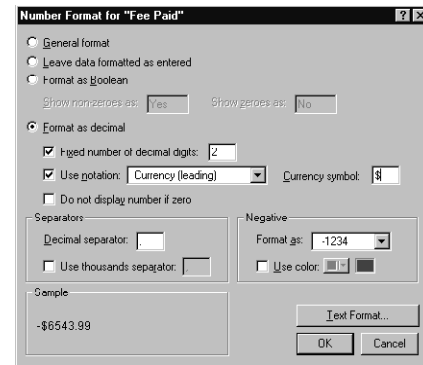 Number Format for "Fee Paid"
General format
Leave data formatted as entered
Format as Boolean
Show non-zeroes as: Yes Show zeroes as: No
Format as decimal
Fixed number of decimal digits: 2
Use notation: Currency (leading) Currency symbol: $
Do not display number if zero
Separators
Decimal separator: .
Use thousands separator: ,
Negative
Format as: -1234
Use color:
Sample
-$6543.99
Text Format...
OK Cancel